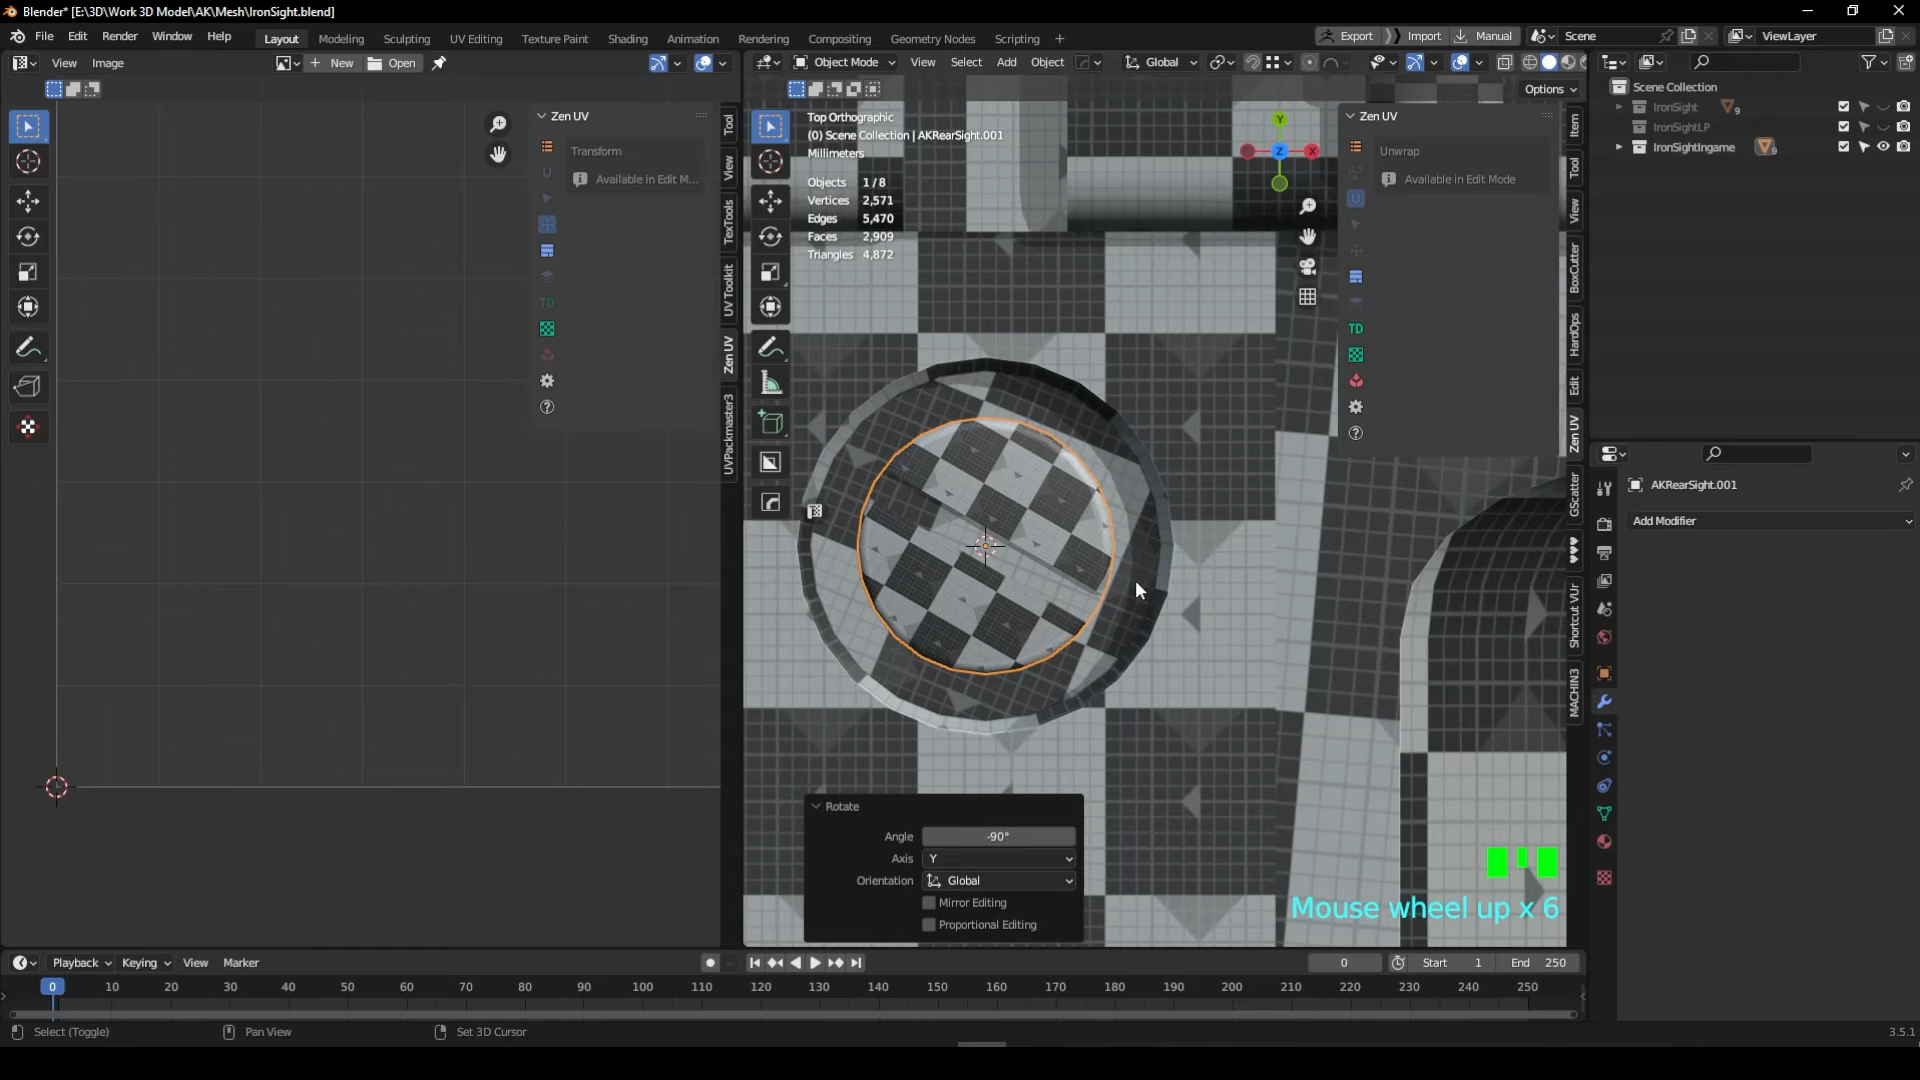 Blender* [E:\3D\Work 3D Model\AK\Mesh\IronSight.blend]
File Edit Render Window Help Layout Modeling Sculpting UV Editing Texture Paint Shading Animation Rendering Compositing Geometry Nodes Scripting + Export Import Manual Scene ViewLayer
View Image New Open Object Mode View Select Add Object Global
Options
Zen UV
Transform
Available in Edit M...
TD
Tool
View
TexTools
UV Toolkit
Zen UV
UVPackmaster3
Top Orthographic
(0) Scene Collection | AKRearSight.001
Millimeters
Objects 1/8
Vertices 2,571
Edges 5,470
Faces 2,909
Triangles 4,872
Y
Z
X
Zen UV
Unwrap
Available in Edit Mode
TD
Item
Tool
View
BoxCutter
HardOps
Edit
Zen UV
GScatter
♥♥♥
Shortcut VUr
MACHIN3
Scene Collection
IronSight 9
IronSightLP
IronSightIngame 9
AKRearSight.001
Add Modifier
Rotate
Angle -90°
Axis Y
Orientation Global
Mirror Editing
Proportional Editing
Mouse wheel up x 6
Playback Keying View Marker 0 Start 1 End 250
0 10 20 30 40 50 60 70 80 90 100 110 120 130 140 150 160 170 180 190 200 210 220 230 240 250
Select (Toggle) Pan View Set 3D Cursor 3.5.1